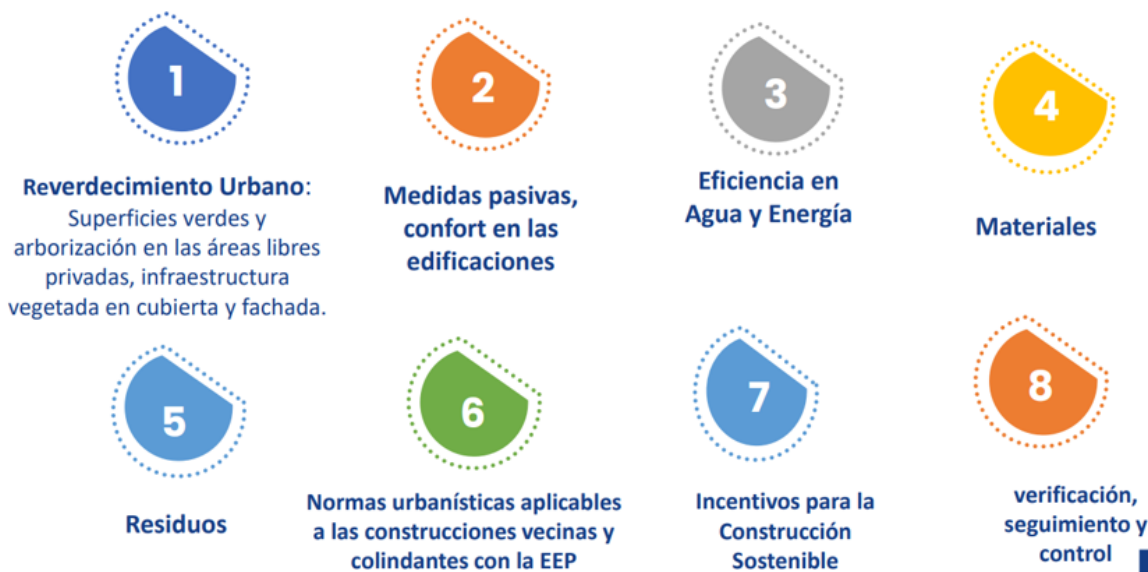 1
2
3
4
Reverdecimiento Urbano:
Superficies verdes y
arborización en las áreas libres
privadas, infraestructura
vegetada en cubierta y fachada.
Medidas pasivas,
confort en las
edificaciones
Eficiencia en
Agua y Energía
Materiales
5
6
7
8
Residuos
Normas urbanísticas aplicables
a las construcciones vecinas y
colindantes con la EEP
Incentivos para la
Construcción
Sostenible
verificación,
seguimiento y
control